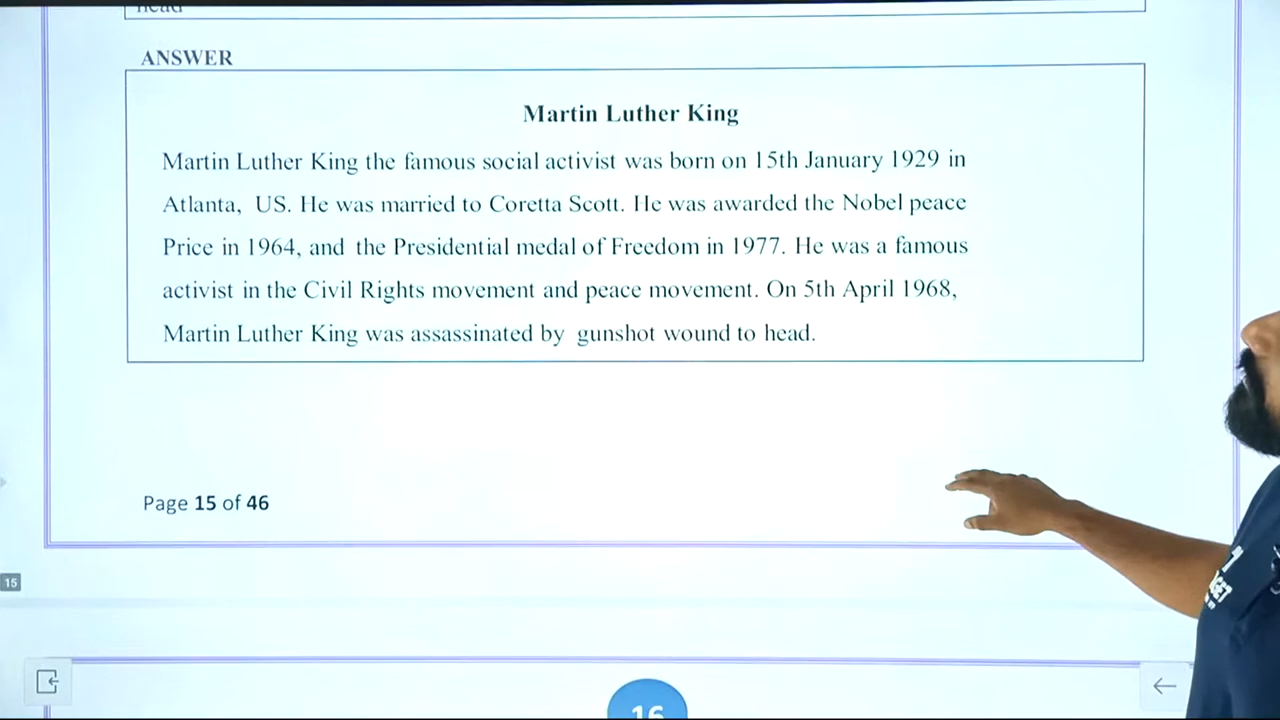 head
ANSWER
Martin Luther King
Martin Luther King the famous social activist was born on 15th January 1929 in
Atlanta, US. He was married to Coretta Scott. He was awarded the Nobel peace
Price in 1964, and the Presidential medal of Freedom in 1977. He was a famous
activist in the Civil Rights movement and peace movement. On 5th April 1968,
Martin Luther King was assassinated by gunshot wound to head.
Page 15 of 46
15
16